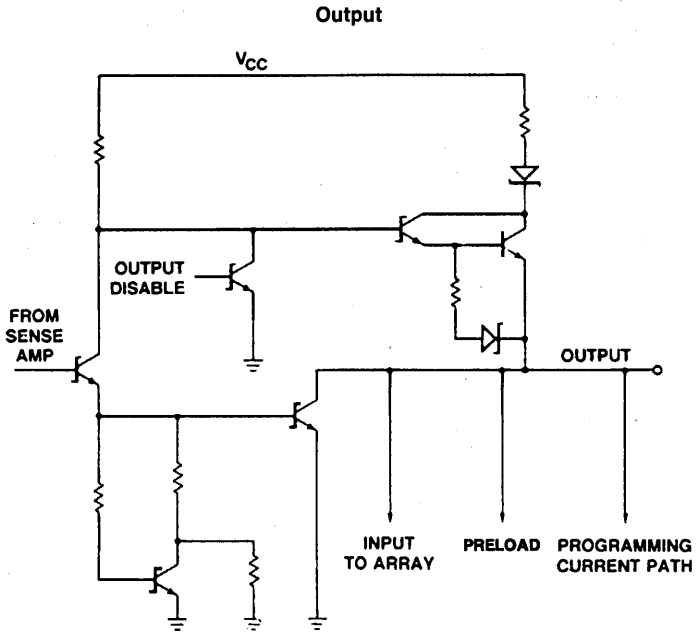 Output
VCC
OUTPUT
DISABLE
FROM
SENSE
AMP
OUTPUT
INPUT
TO ARRAY
PRELOAD
PROGRAMMING
CURRENT PATH